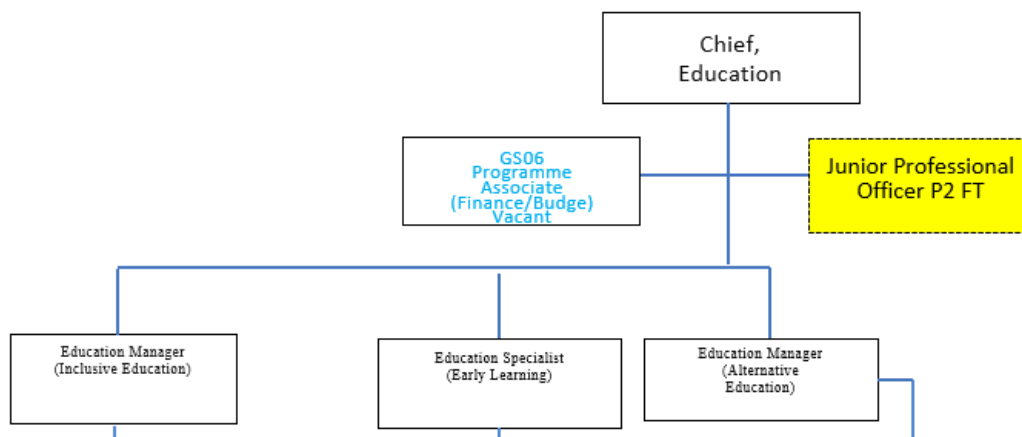 Chief,
Education
GS06
Programme
Associate
(Finance/Budge)
Vacant
Junior Professional
Officer P2 FT
Education Manager
(Inclusive Education)
Education Specialist
(Early Learning)
Education Manager
(Alternative
Education)